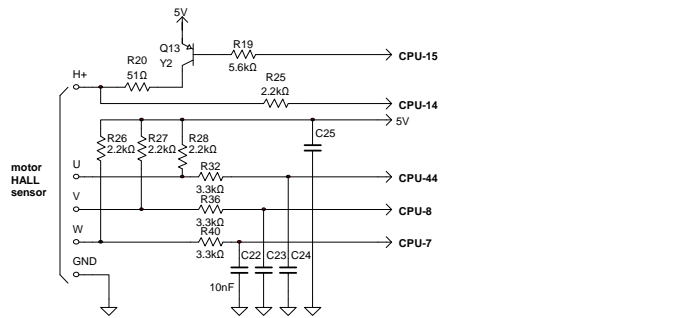 5V
Q13
Y2
R19
5.6kΩ
CPU-15
R20
51Ω
H+
R25
2.2kΩ
CPU-14
5V
R26
2.2kΩ
R27
2.2kΩ
R28
2.2kΩ
C25
motor
HALL
sensor
U
R32
3.3kΩ
CPU-44
V
R36
3.3kΩ
CPU-8
W
R40
3.3kΩ
CPU-7
GND
C22
C23
C24
10nF